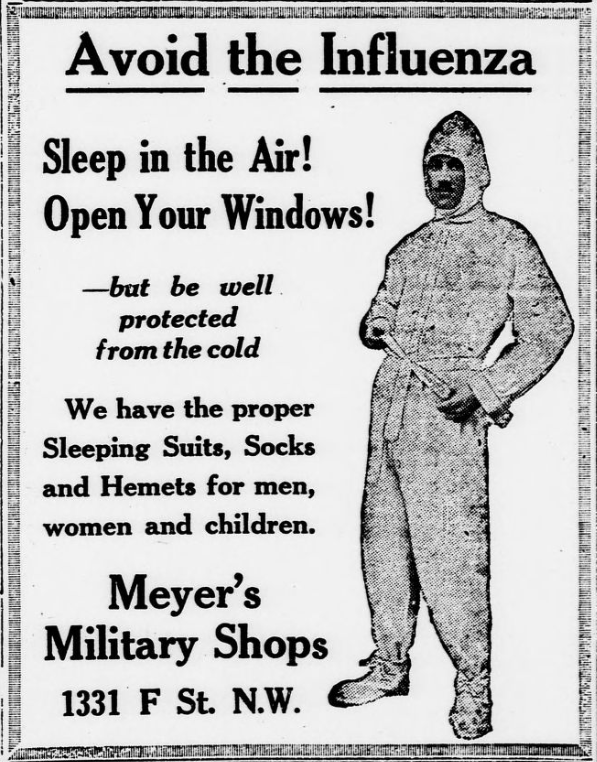 Avoid the Influenza
Sleep in the Air!
Open Your Windows!
—but be well
protected
from the cold
We have the proper
Sleeping Suits, Socks
and Hemets for men,
women and children.
Meyer's
Military Shops
1331 F St. N.W.